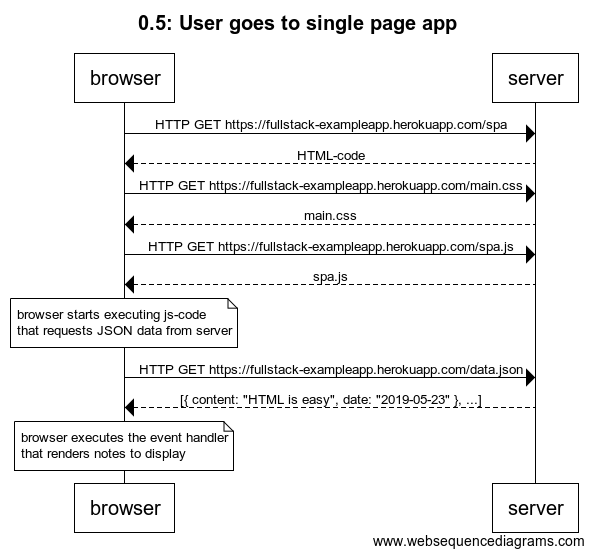 0.5: User goes to single page app
browser
server
HTTP GET https://fullstack-exampleapp.herokuapp.com/spa
HTML-code
HTTP GET https://fullstack-exampleapp.herokuapp.com/main.css
main.css
HTTP GET https://fullstack-exampleapp.herokuapp.com/spa.js
spa.js
browser starts executing js-code
that requests JSON data from server
HTTP GET https://fullstack-exampleapp.herokuapp.com/data.json
[{ content: "HTML is easy", date: "2019-05-23" }, ...]
browser executes the event handler
that renders notes to display
browser
server
www.websequencediagrams.com